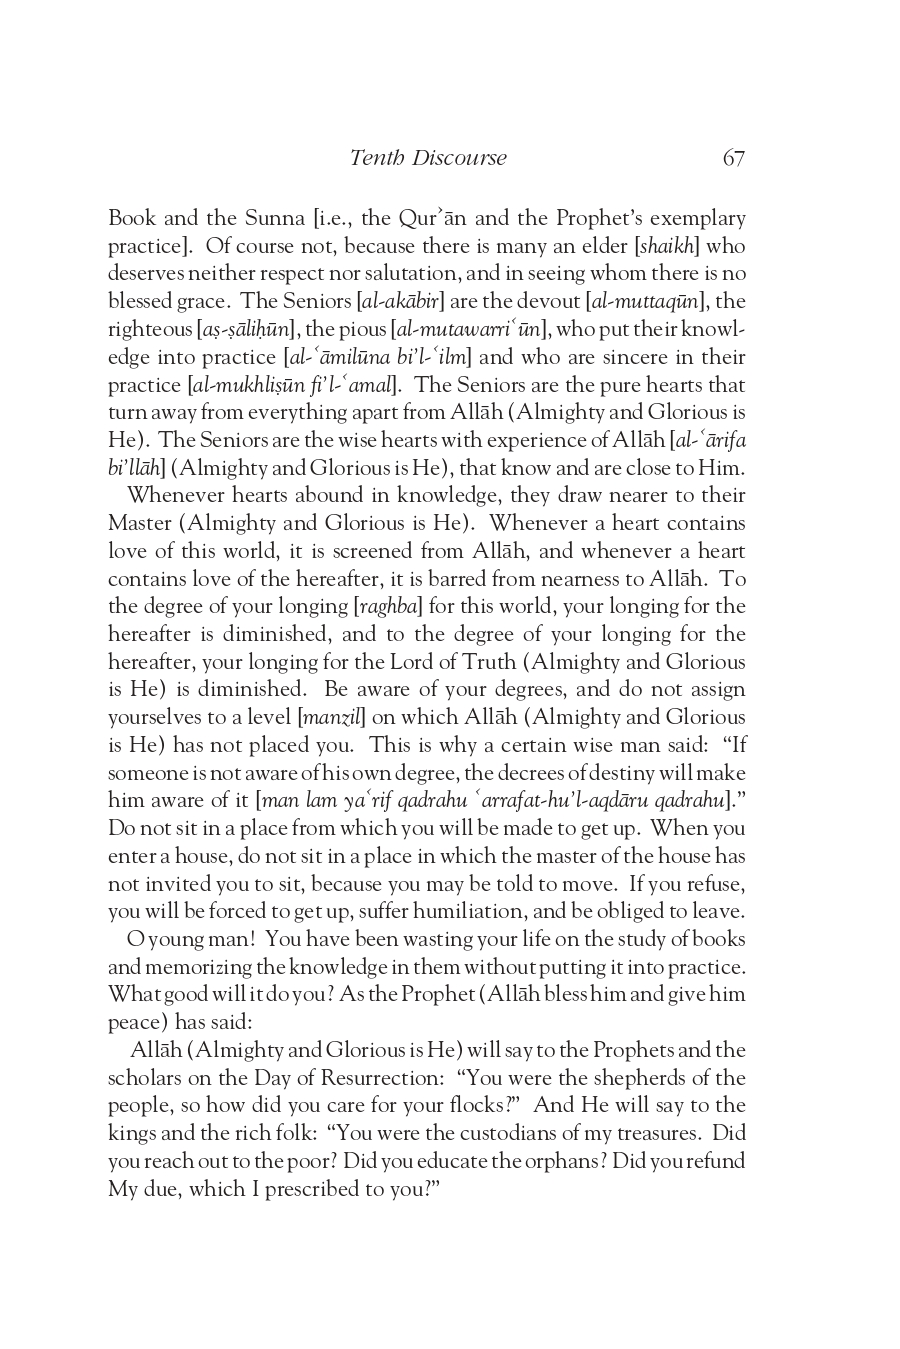 Tenth Discourse 67
Book and the Sunna [i.e., the Qurʾān and the Prophet's exemplary
practice]. Of course not, because there is many an elder [shaikh] who
deserves neither respect nor salutation, and in seeing whom there is no
blessed grace. The Seniors [al-akābir] are the devout [al-muttaqūn], the
righteous [aṣ-ṣāliḥūn], the pious [al-mutawarriʿūn], who put their knowl-
edge into practice [al-ʿāmilūna bi'l-ʿilm] and who are sincere in their
practice [al-mukhliṣūn fi'l-ʿamal]. The Seniors are the pure hearts that
turn away from everything apart from Allāh (Almighty and Glorious is
He). The Seniors are the wise hearts with experience of Allāh [al-ʿārifa
bi'llāh] (Almighty and Glorious is He), that know and are close to Him.
Whenever hearts abound in knowledge, they draw nearer to their
Master (Almighty and Glorious is He). Whenever a heart contains
love of this world, it is screened from Allāh, and whenever a heart
contains love of the hereafter, it is barred from nearness to Allāh. To
the degree of your longing [raghba] for this world, your longing for the
hereafter is diminished, and to the degree of your longing for the
hereafter, your longing for the Lord of Truth (Almighty and Glorious
is He) is diminished. Be aware of your degrees, and do not assign
yourselves to a level [manzil] on which Allāh (Almighty and Glorious
is He) has not placed you. This is why a certain wise man said: "If
someone is not aware of his own degree, the decrees of destiny will make
him aware of it [man lam yaʿrif qadrahu ʿarrafat-hu'l-aqdāru qadrahu]."
Do not sit in a place from which you will be made to get up. When you
enter a house, do not sit in a place in which the master of the house has
not invited you to sit, because you may be told to move. If you refuse,
you will be forced to get up, suffer humiliation, and be obliged to leave.
O young man! You have been wasting your life on the study of books
and memorizing the knowledge in them without putting it into practice.
What good will it do you? As the Prophet (Allāh bless him and give him
peace) has said:
Allāh (Almighty and Glorious is He) will say to the Prophets and the
scholars on the Day of Resurrection: "You were the shepherds of the
people, so how did you care for your flocks?" And He will say to the
kings and the rich folk: "You were the custodians of my treasures. Did
you reach out to the poor? Did you educate the orphans? Did you refund
My due, which I prescribed to you?"